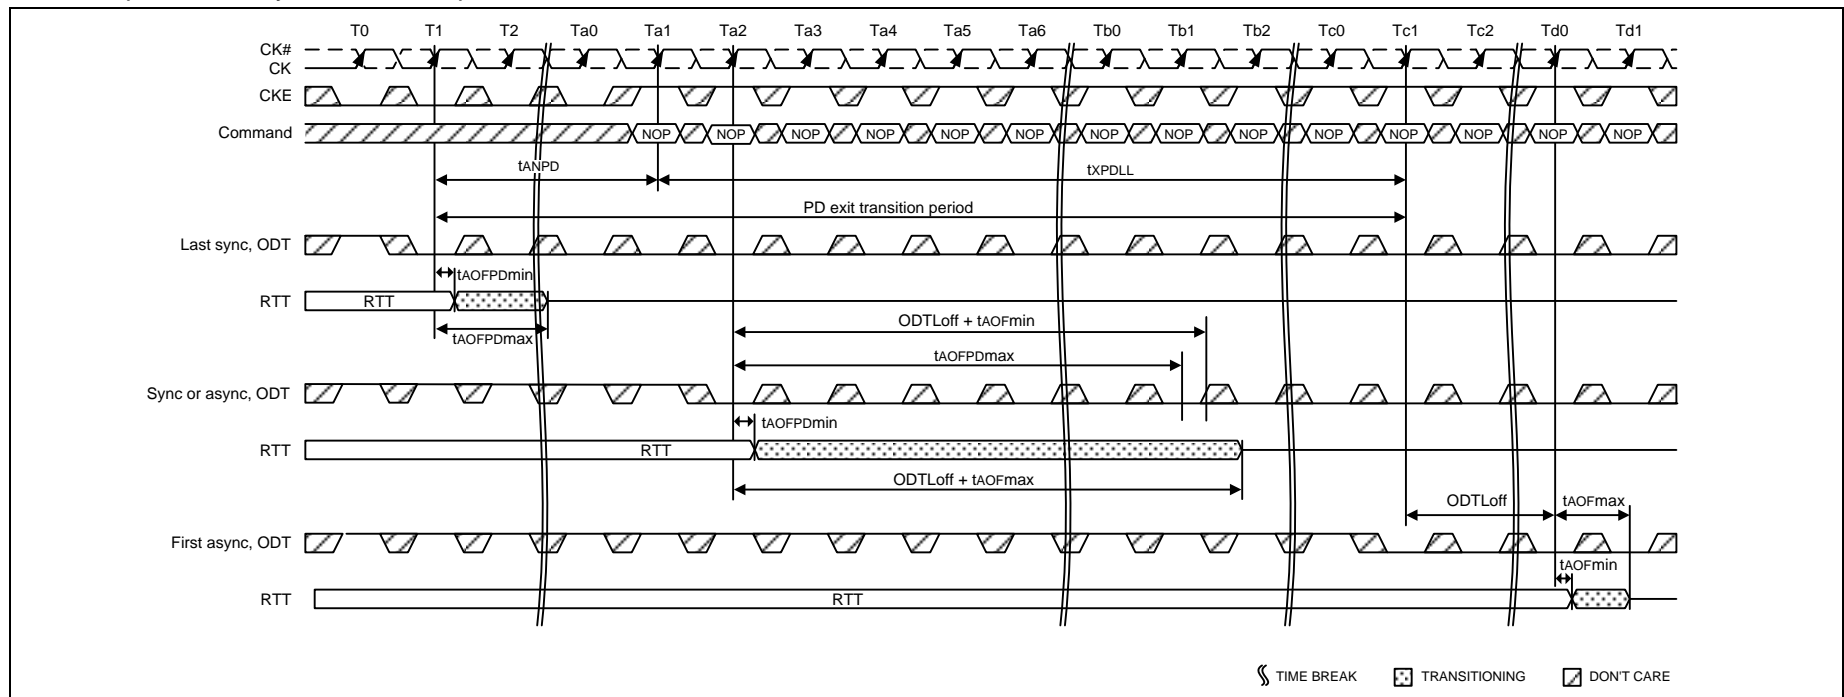 T0 T1 T2 Ta0 Ta1 Ta2 Ta3 Ta4 Ta5 Ta6 Tb0 Tb1 Tb2 Tc0 Tc1 Tc2 Td0 Td1
CK#
CK
CKE
Command NOP NOP NOP NOP NOP NOP NOP NOP NOP NOP NOP NOP NOP NOP
tANPD tXPDLL
PD exit transition period
Last sync, ODT
tAOFPDmin
RTT RTT
tAOFPDmax
ODTLoff + tAOFmin
tAOFPDmax
Sync or async, ODT
tAOFPDmin
RTT RTT
ODTLoff + tAOFmax
ODTLoff tAOFmax
First async, ODT
tAOFmin
RTT RTT
TIME BREAK TRANSITIONING DON'T CARE